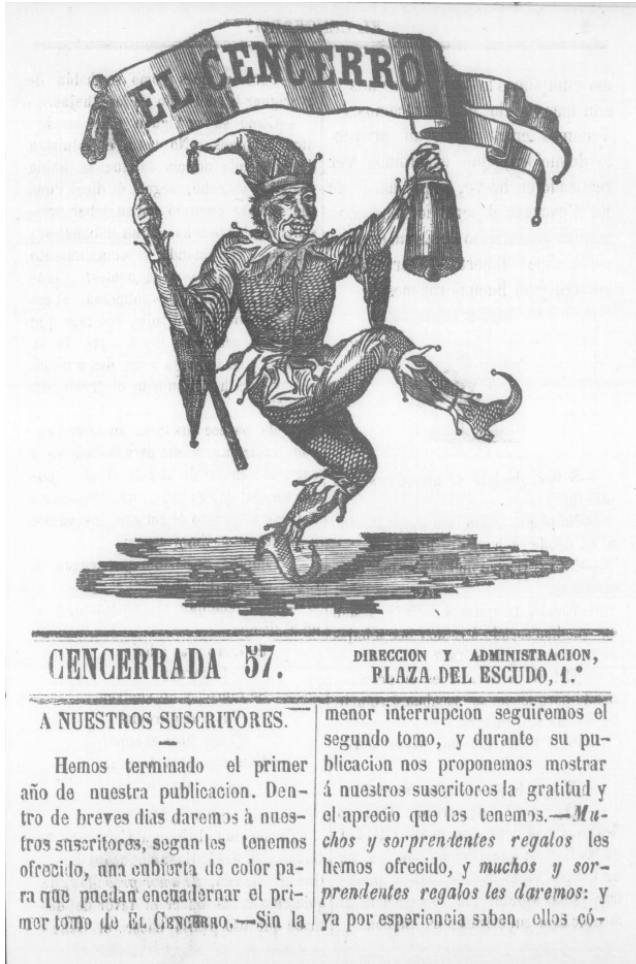 EL CENCERRO
CENCERRADA 57.
DIRECCION Y ADMINISTRACION,
PLAZA DEL ESCUDO, 1.º
A NUESTROS SUSCRITORES.
Hemos terminado el primer
año de nuestra publicacion. Den-
tro de breves dias daremos à nues-
tros suscritores, segun les tenemos
ofrecido, una cubierta de color pa-
ra que puedan encuadernar el pri-
mer tomo de EL CENCERRO.—Sin la
menor interrupcion seguiremos el
segundo tomo, y durante su pu-
blicacion nos proponemos mostrar
á nuestros suscritores la gratitud y
el aprecio que les tenemos.—Mu-
chos y sorprendentes regalos les
hemos ofrecido, y muchos y sor-
prendentes regalos les daremos: y
ya por esperiencia saben ellos có-